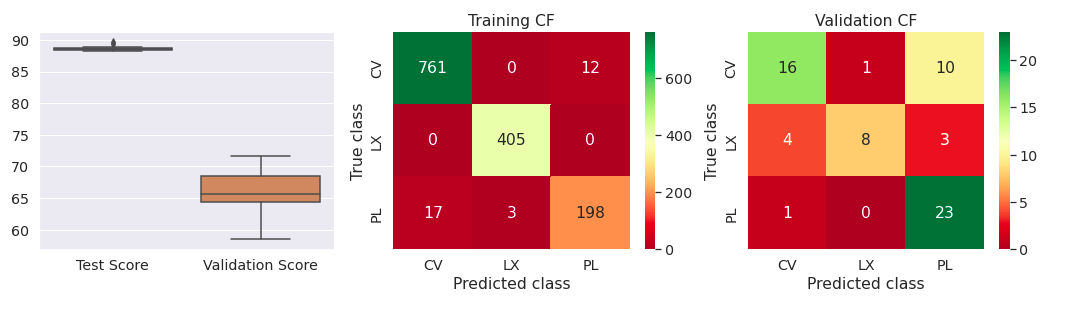 90
85
80
75
70
65
60
Test Score Validation Score
Training CF
True class
CV 761 0 12
LX 0 405 0
PL 17 3 198
CV LX PL
Predicted class
600
400
200
0
Validation CF
True class
CV 16 1 10
LX 4 8 3
PL 1 0 23
CV LX PL
Predicted class
20
15
10
5
0